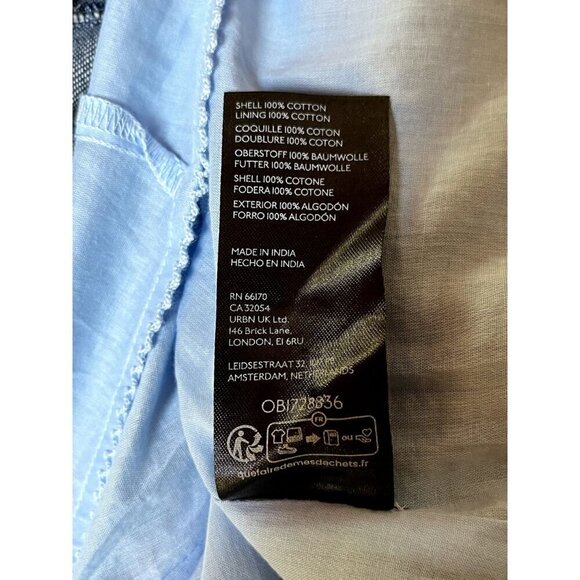 SHELL 100% COTTON
LINING 100% COTTON
COQUILLE 100% COTON
DOUBLURE 100% COTON
OBERSTOFF 100% BAUMWOLLE
FUTTER 100% BAUMWOLLE
SHELL 100% COTONE
FODERA 100% COTONE
EXTERIOR 100% ALGODÓN
FORRO 100% ALGODÓN
MADE IN INDIA
HECHO EN INDIA
RN 66170
CA 32054
URBN UK Ltd.
146 Brick Lane,
LONDON, E1 6RU
LEIDSESTRAAT 32,
AMSTERDAM, NETHERLANDS
OB1728836
FR
ou
quefairedemesdechets.fr